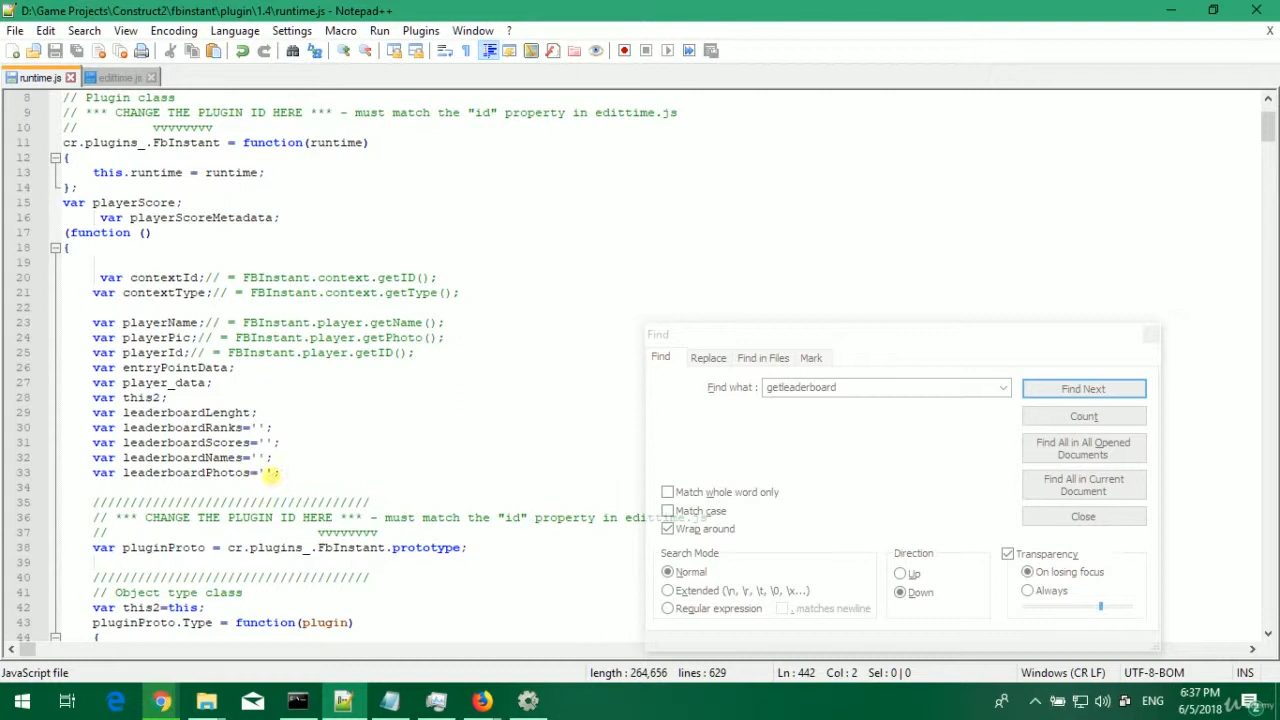 D:\Game Projects\Construct2\fbinstant\plugin\1.4\runtime.js - Notepad++
File Edit Search View Encoding Language Settings Macro Run Plugins Window ? X
runtime.js edittime.js
8 // Plugin class
9 // *** CHANGE THE PLUGIN ID HERE *** - must match the "id" property in edittime.js
10 // vvvvvvvv
11 cr.plugins_.FbInstant = function(runtime)
12 {
13 this.runtime = runtime;
14 };
15 var playerScore;
16 var playerScoreMetadata;
17 (function ()
18 {
19
20 var contextId;// = FBInstant.context.getID();
21 var contextType;// = FBInstant.context.getType();
22
23 var playerName;// = FBInstant.player.getName();
24 var playerPic;// = FBInstant.player.getPhoto();
25 var playerId;// = FBInstant.player.getID();
26 var entryPointData;
27 var player_data;
28 var this2;
29 var leaderboardLenght;
30 var leaderboardRanks='';
31 var leaderboardScores='';
32 var leaderboardNames='';
33 var leaderboardPhotos='';
34
35 /////////////////////////////////////
36 // *** CHANGE THE PLUGIN ID HERE *** - must match the "id" property in edittime.js
37 // vvvvvvvv
38 var pluginProto = cr.plugins_.FbInstant.prototype;
39
40 /////////////////////////////////////
41 // Object type class
42 var this2=this;
43 pluginProto.Type = function(plugin)
44 {
Find
Find Replace Find in Files Mark
Find what : getleaderboard Find Next
Count
Find All in All Opened Documents
Find All in Current Document
Close
Match whole word only
Match case
Wrap around
Search Mode
Normal
Extended (\n, \r, \t, \0, \x...)
Regular expression . matches newline
Direction
Up
Down
Transparency
On losing focus
Always
JavaScript file length : 264,656 lines : 629 Ln : 442 Col : 2 Sel : 0 | 0 Windows (CR LF) UTF-8-BOM INS
ENG 6:37 PM
6/5/2018